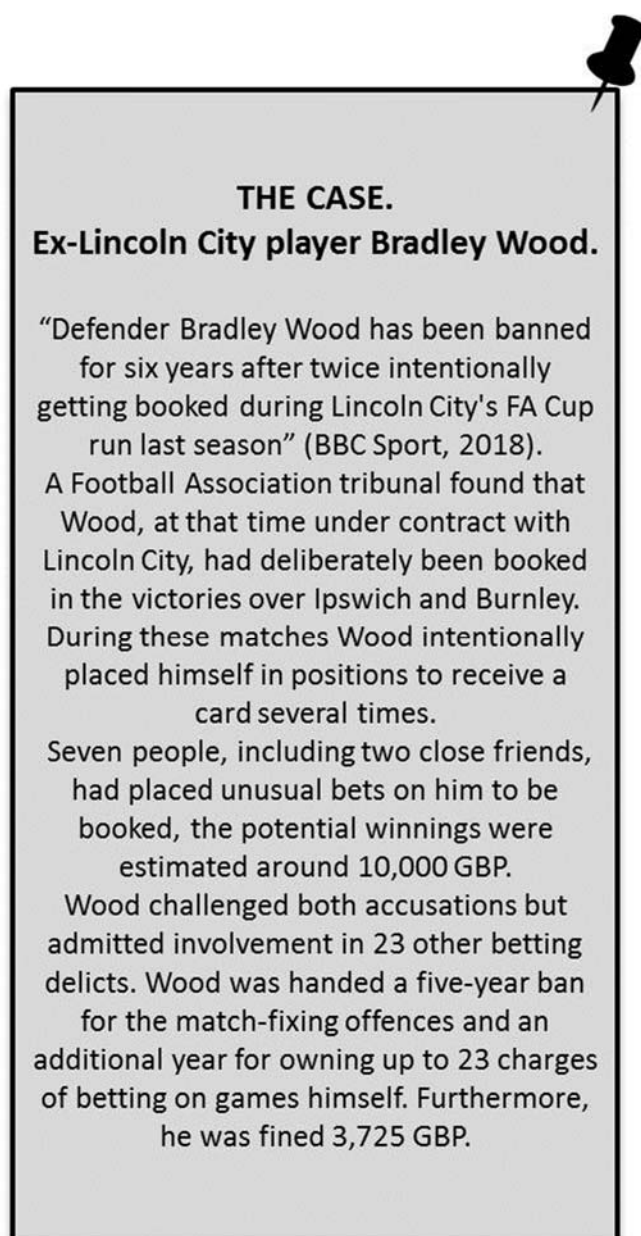 THE CASE.
Ex-Lincoln City player Bradley Wood.
“Defender Bradley Wood has been banned
for six years after twice intentionally
getting booked during Lincoln City's FA Cup
run last season” (BBC Sport, 2018).
A Football Association tribunal found that
Wood, at that time under contract with
Lincoln City, had deliberately been booked
in the victories over Ipswich and Burnley.
During these matches Wood intentionally
placed himself in positions to receive a
card several times.
Seven people, including two close friends,
had placed unusual bets on him to be
booked, the potential winnings were
estimated around 10,000 GBP.
Wood challenged both accusations but
admitted involvement in 23 other betting
delicts. Wood was handed a five-year ban
for the match-fixing offences and an
additional year for owning up to 23 charges
of betting on games himself. Furthermore,
he was fined 3,725 GBP.